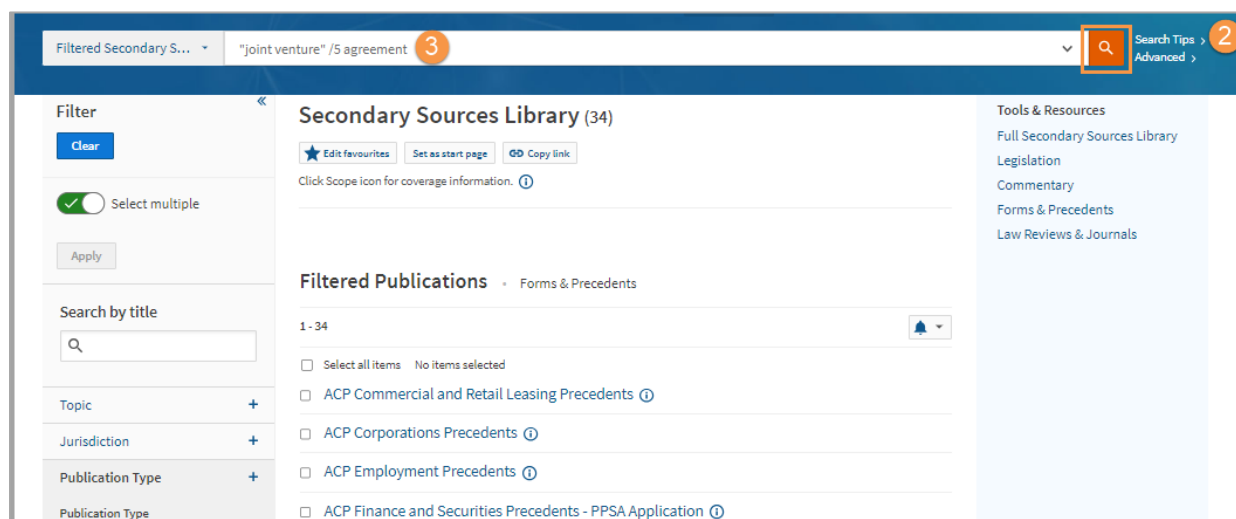 Filtered Secondary S...
"joint venture" /5 agreement
3
Search Tips
2
Advanced
Filter
Clear
Select multiple
Apply
Search by title
Topic
Jurisdiction
Publication Type
Publication Type
Secondary Sources Library (34)
Edit favourites
Set as start page
Copy link
Click Scope icon for coverage information.
Filtered Publications • Forms & Precedents
1 - 34
Select all items No items selected
ACP Commercial and Retail Leasing Precedents
ACP Corporations Precedents
ACP Employment Precedents
ACP Finance and Securities Precedents - PPSA Application
Tools & Resources
Full Secondary Sources Library
Legislation
Commentary
Forms & Precedents
Law Reviews & Journals